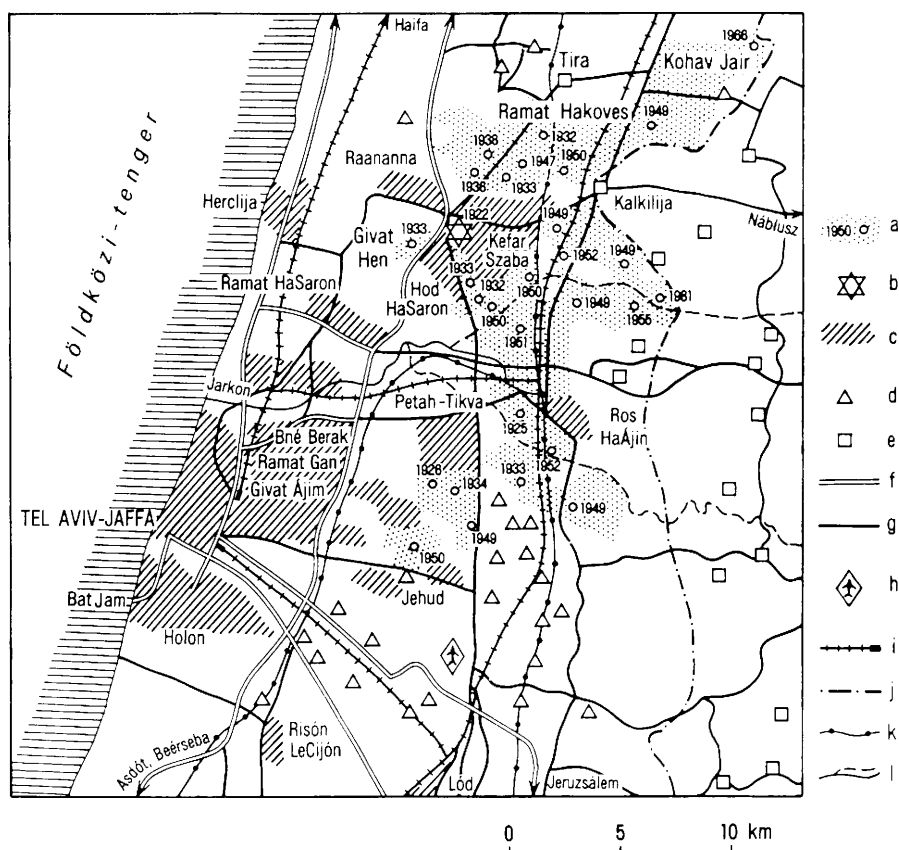 Haifa
1966
Tira
Kohav Jair
Földközi-tenger
Ramat Hakoves
1949
1932
1938
1947
1950
Raananna
1936
1933
Herclija
Kalkilija
1922
Náblusz
1950
a
Givat
Hen
1933
1949
Kefar
Szaba
1952
1949
b
Hod
HaSaron
1933
1932
1950
Ramat HaSaron
1950
1949
1955
1981
1951
c
Jarkon
Petah-Tikva
d
1925
Ros
HaÁjin
e
Bné Berak
Ramat Gan
Givat Ájim
1952
1928
1934
1933
f
TEL AVIV-JAFFA
1949
1949
g
1950
Jehud
h
Bat Jam
Holon
i
j
Risón
LeCijón
k
Asdót, Beérseba
Lód
Jeruzsálem
l
0
5
10 km